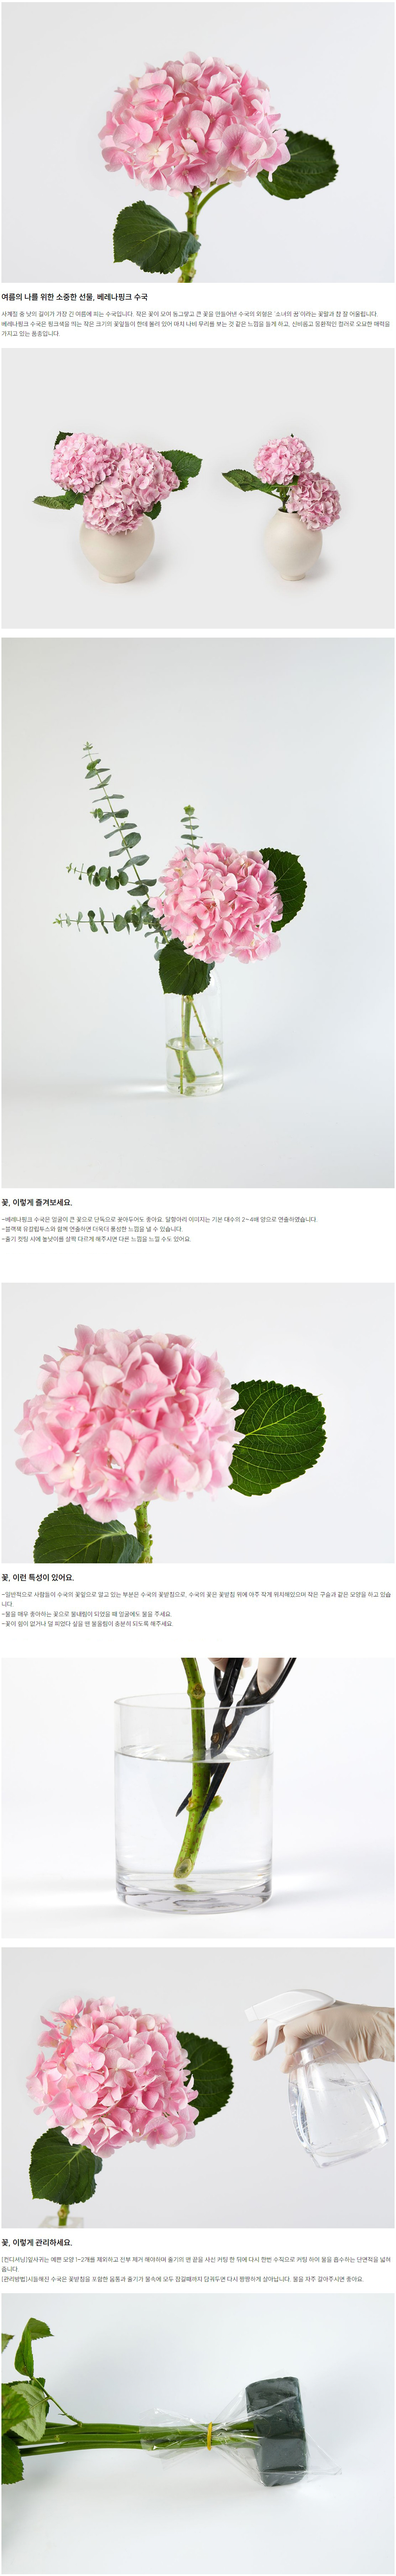 여름의 나를 위한 소중한 선물, 베레나핑크 수국
사계절 중 낮의 길이가 가장 긴 여름에 피는 수국입니다. 작은 꽃이 모여 동그랗고 큰 꽃을 만들어낸 수국의 외형은 '소녀의 꿈'이라는 꽃말과 참 잘 어울립니다.
베레나핑크 수국은 핑크색을 띄는 작은 크기의 꽃잎들이 한데 몰려 있어 마치 나비 무리를 보는 것 같은 느낌을 들게 하고, 신비롭고 몽환적인 컬러로 오묘한 매력을
가지고 있는 품종입니다.
꽃, 이렇게 즐겨보세요.
-베레나핑크 수국은 얼굴이 큰 꽃으로 단독으로 꽂아두어도 좋아요. 달항아리 이미지는 기본 대수의 2~4배 양으로 연출하였습니다.
-블랙잭 유칼립투스와 함께 연출하면 더욱더 풍성한 느낌을 낼 수 있습니다.
-줄기 컷팅 시에 높낮이를 살짝 다르게 해주시면 다른 느낌을 느낄 수도 있어요.
꽃, 이런 특성이 있어요.
-일반적으로 사람들이 수국의 꽃잎으로 알고 있는 부분은 수국의 꽃받침으로, 수국의 꽃은 꽃받침 위에 아주 작게 위치해있으며 작은 구슬과 같은 모양을 하고 있습
니다.
-물을 매우 좋아하는 꽃으로 물내림이 되었을 때 얼굴에도 물을 주세요.
-꽃이 힘이 없거나 덜 피었다 싶을 땐 물올림이 충분히 되도록 해주세요.
꽃, 이렇게 관리하세요.
[컨디셔닝]잎사귀는 예쁜 모양 1~2개를 제외하고 전부 제거 해야하며 줄기의 맨 끝을 사선 커팅 한 뒤에 다시 한번 수직으로 커팅 하여 물을 흡수하는 단면적을 넓혀
줍니다.
[관리방법]시들해진 수국은 꽃받침을 포함한 몸통과 줄기가 물속에 모두 잠길때까지 담궈두면 다시 짱짱하게 살아납니다. 물을 자주 갈아주시면 좋아요.